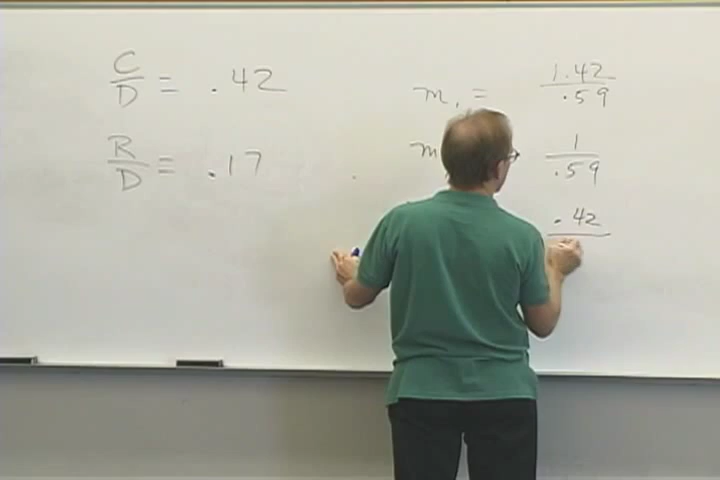 C/D = .42
R/D = .17
m₁ = 1.42/.59
m 1/.59
.42